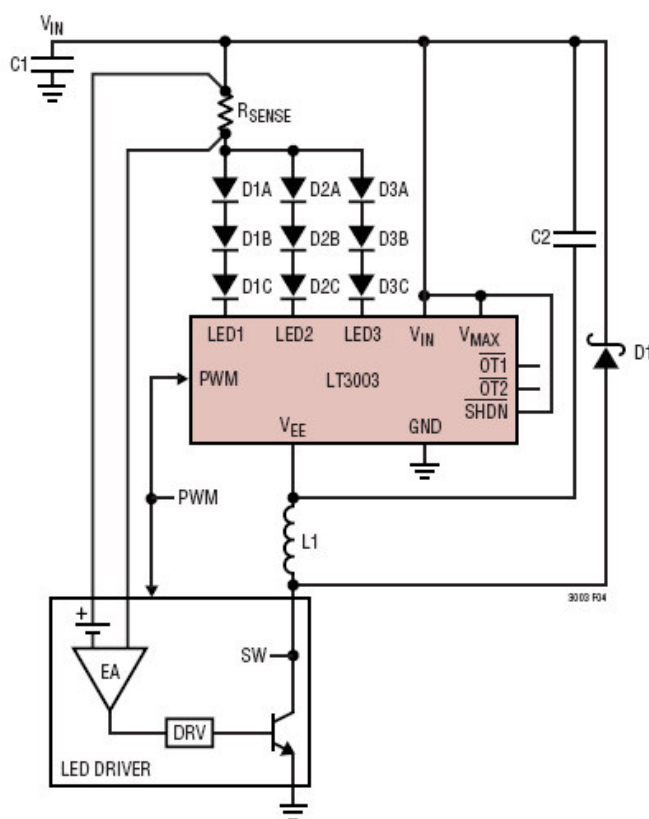 VIN
C1
RSENSE
D1A D2A D3A
D1B D2B D3B
D1C D2C D3C
C2
D1
LED1 LED2 LED3 VIN VMAX
PWM LT3003 OT1
OT2
SHDN
VEE GND
PWM
L1
3003 F04
+
SW
EA
DRV
LED DRIVER